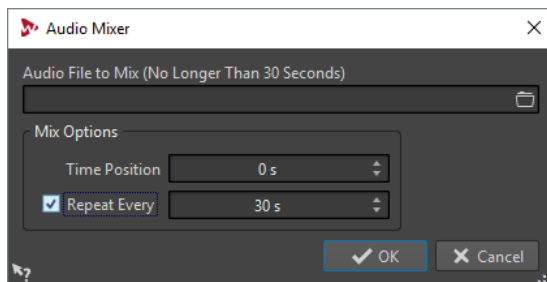 Audio Mixer
Audio File to Mix (No Longer Than 30 Seconds)
Mix Options
Time Position 0 s
Repeat Every 30 s
OK Cancel
?